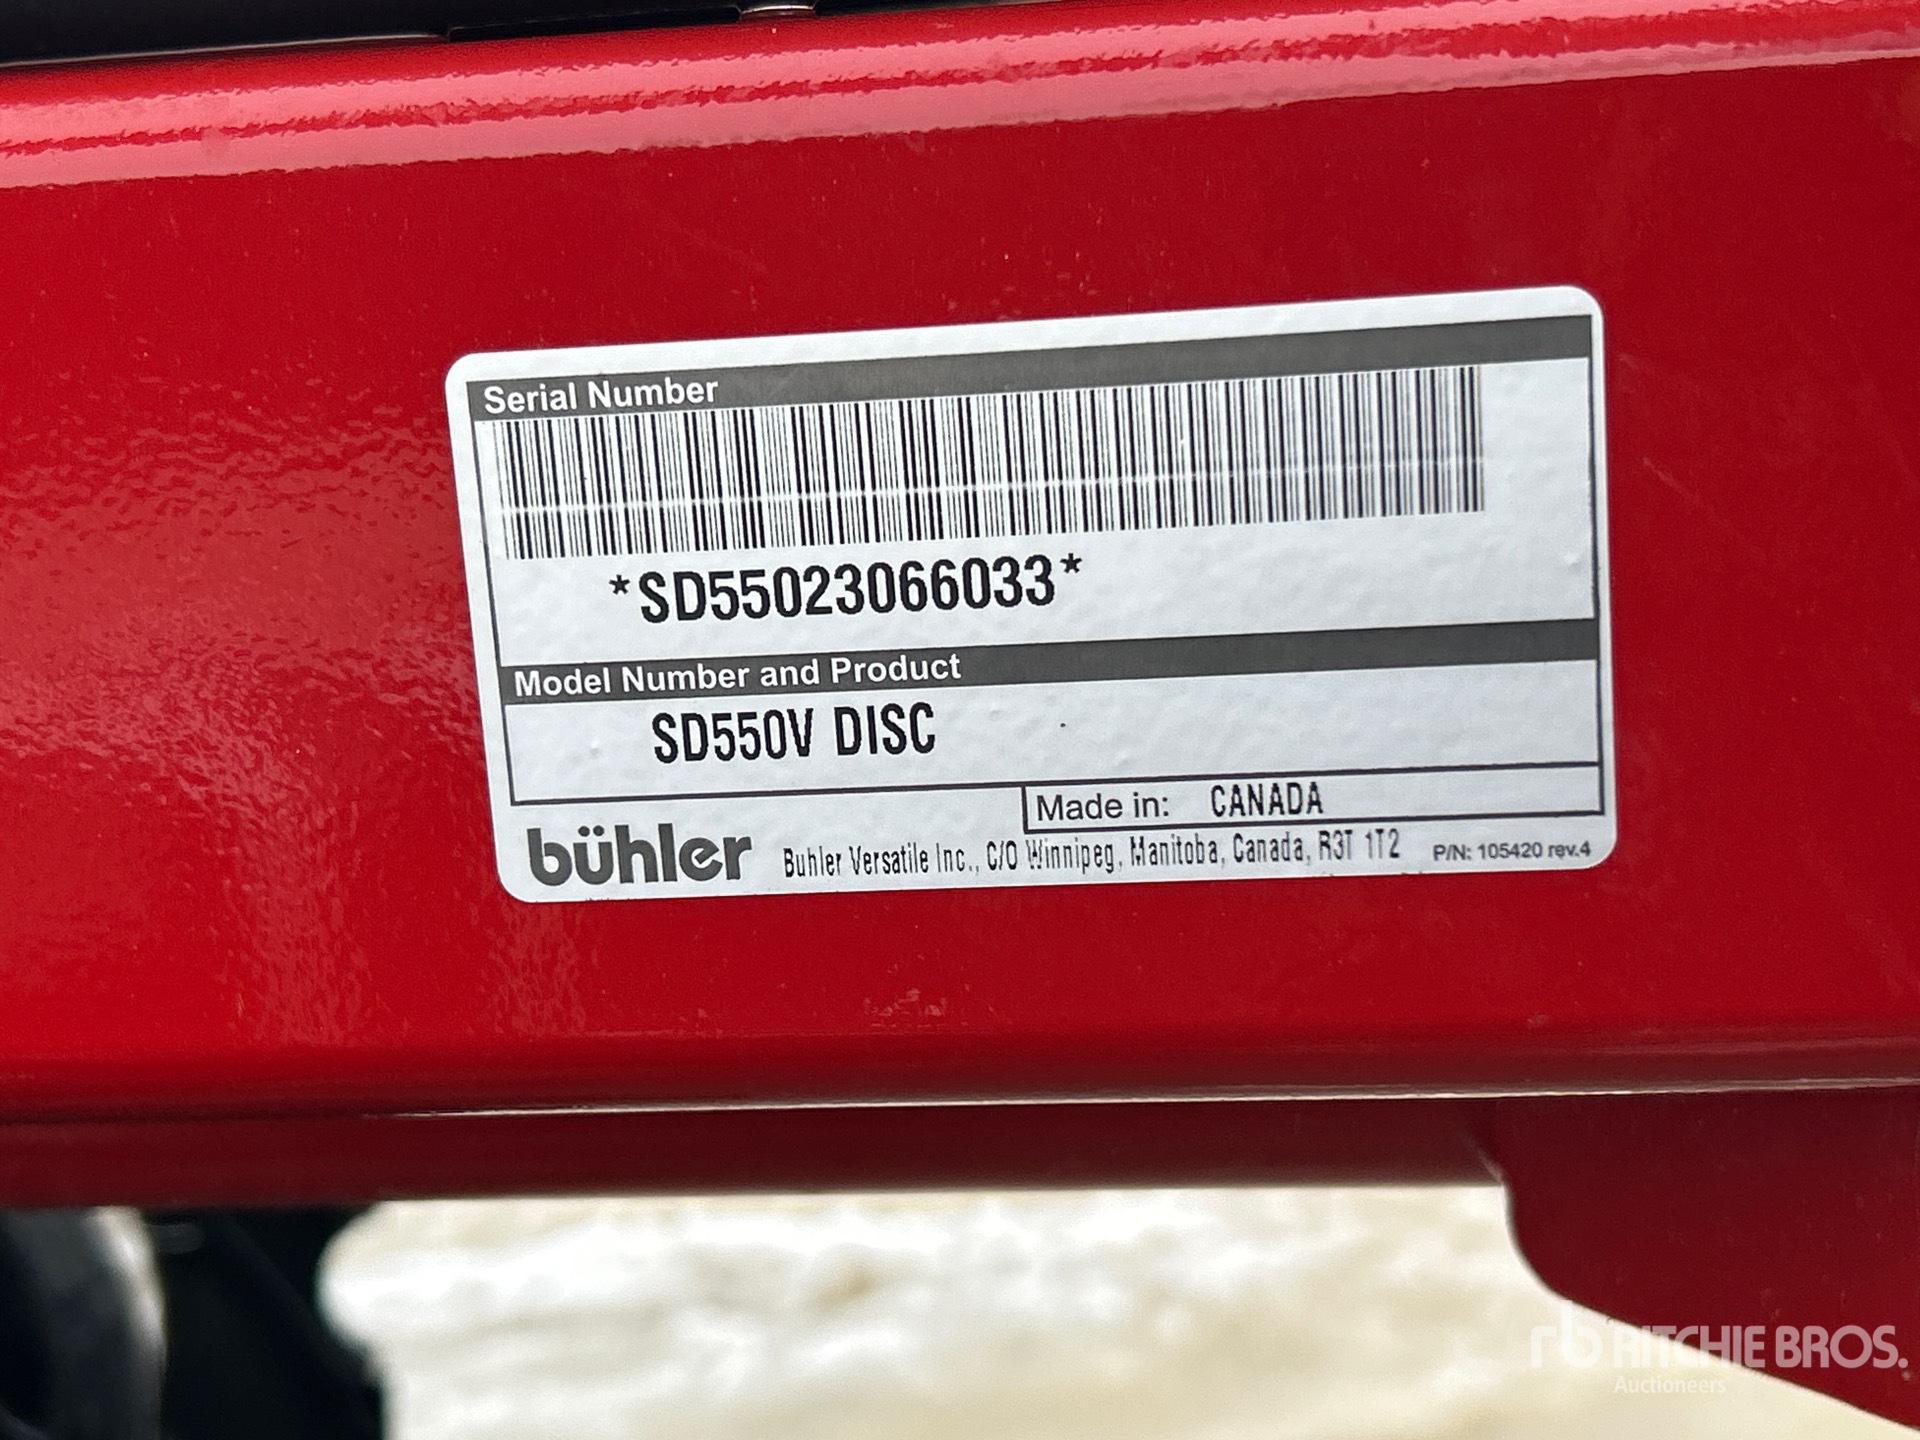 Serial Number
*SD55023066033*
Model Number and Product
SD550V DISC
Made in: CANADA
bühler
Buhler Versatile Inc., C/O Winnipeg, Manitoba, Canada, R3T 1T2
P/N: 105420 rev.4
rb RITCHIE BROS.
Auctioneers